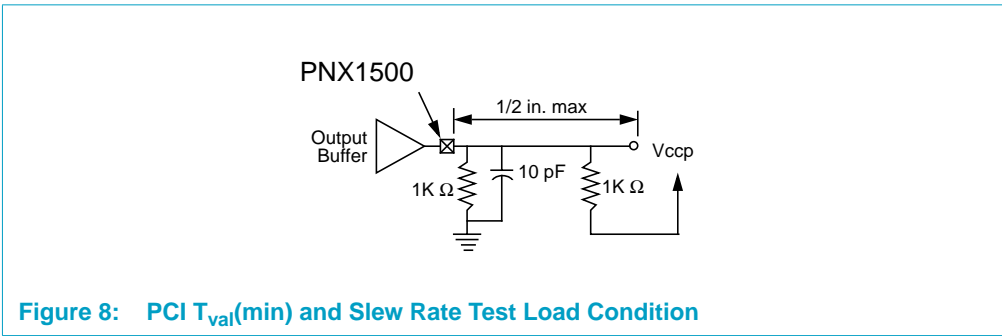 PNX1500
1/2 in. max
Output
Buffer
Vccp
10 pF
1K Ω
1K Ω
Figure 8: PCI Tval(min) and Slew Rate Test Load Condition